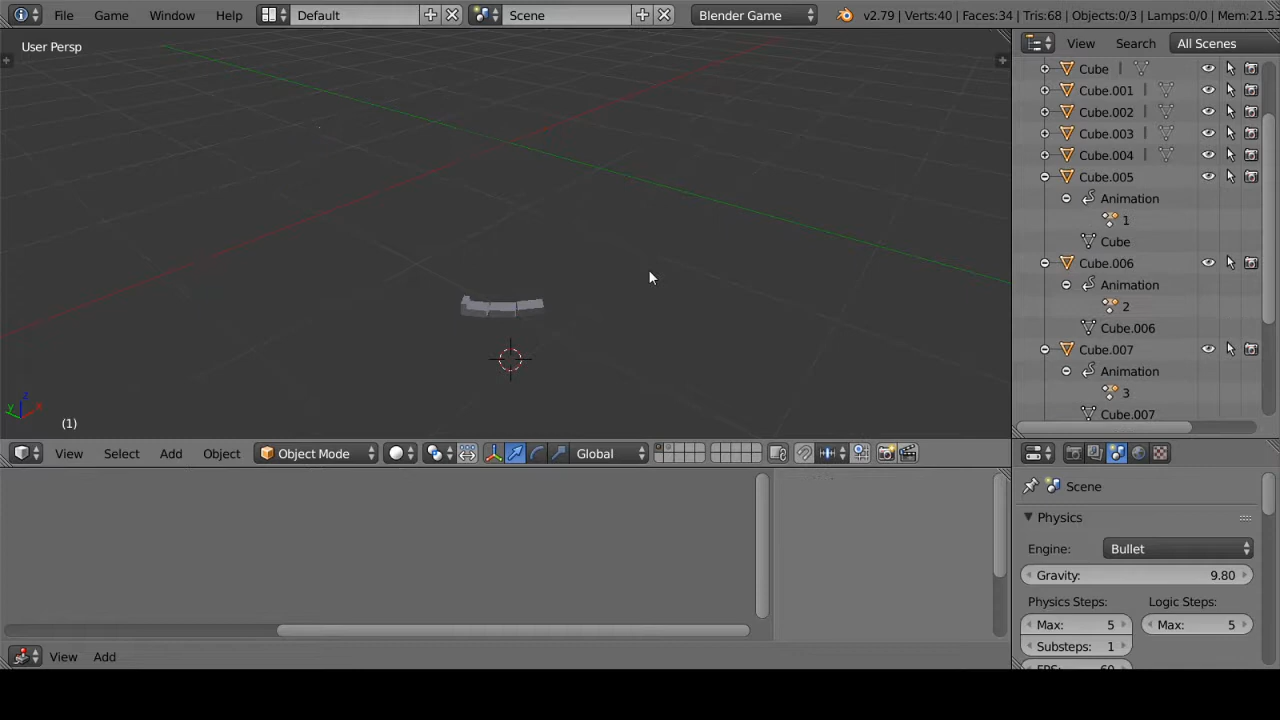 File Game Window Help Default Scene Blender Game v2.79 | Verts:40 | Faces:34 | Tris:68 | Objects:0/3 | Lamps:0/0 | Mem:21.53
User Persp
View Search All Scenes
Cube
Cube.001
Cube.002
Cube.003
Cube.004
Cube.005
Animation
1
Cube
Cube.006
Animation
2
Cube.006
Cube.007
Animation
3
Cube.007
z
y x
(1)
View Select Add Object Object Mode Global
Scene
Physics
Engine: Bullet
Gravity: 9.80
Physics Steps: Logic Steps:
Max: 5 Max: 5
Substeps: 1
FPS: 60
View Add